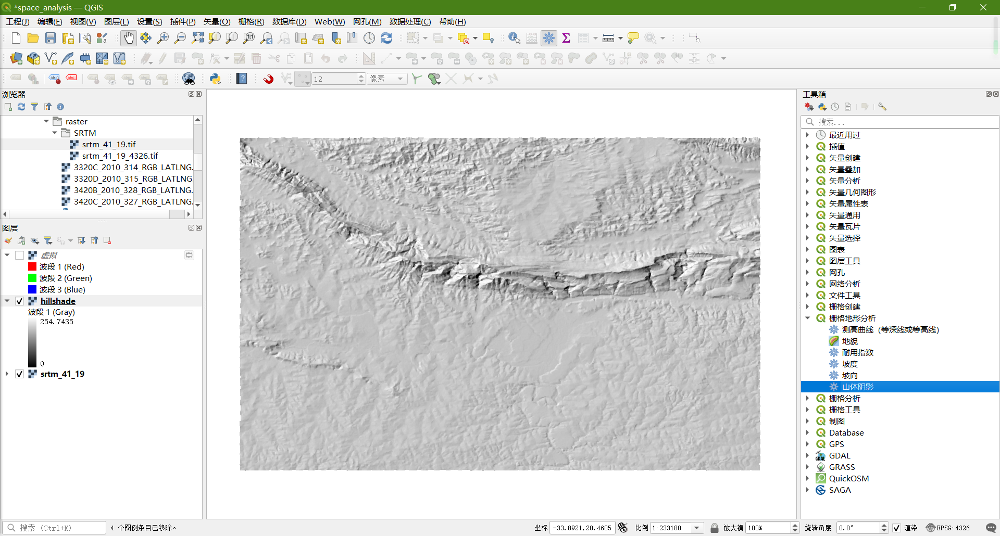 *space_analysis — QGIS
工程(J) 编辑(E) 视图(V) 图层(L) 设置(S) 插件(P) 矢量(O) 栅格(R) 数据库(D) Web(W) 网孔(M) 数据处理(C) 帮助(H)
12 像素
浏览器
raster
SRTM
srtm_41_19.tif
srtm_41_19_4326.tif
3320C_2010_314_RGB_LATLNG.
3320D_2010_315_RGB_LATLNG.
3420B_2010_328_RGB_LATLNG.
3420C_2010_327_RGB_LATLNG.
图层
虚拟
波段 1 (Red)
波段 2 (Green)
波段 3 (Blue)
hillshade
波段 1 (Gray)
254.7435
0
srtm_41_19
工具箱
搜索...
最近用过
插值
矢量创建
矢量叠加
矢量分析
矢量几何图形
矢量属性表
矢量通用
矢量瓦片
矢量选择
图表
图层工具
网孔
网络分析
文件工具
栅格创建
栅格地形分析
测高曲线（等深线或等高线）
地貌
耐用指数
坡度
坡向
山体阴影
栅格分析
栅格工具
制图
Database
GPS
GDAL
GRASS
QuickOSM
SAGA
搜索 (Ctrl+K) 4 个图例条目已移除。 坐标 -33.8921,20.4605 比例 1:233180 放大镜 100% 旋转角度 0.0° 渲染 EPSG:4326